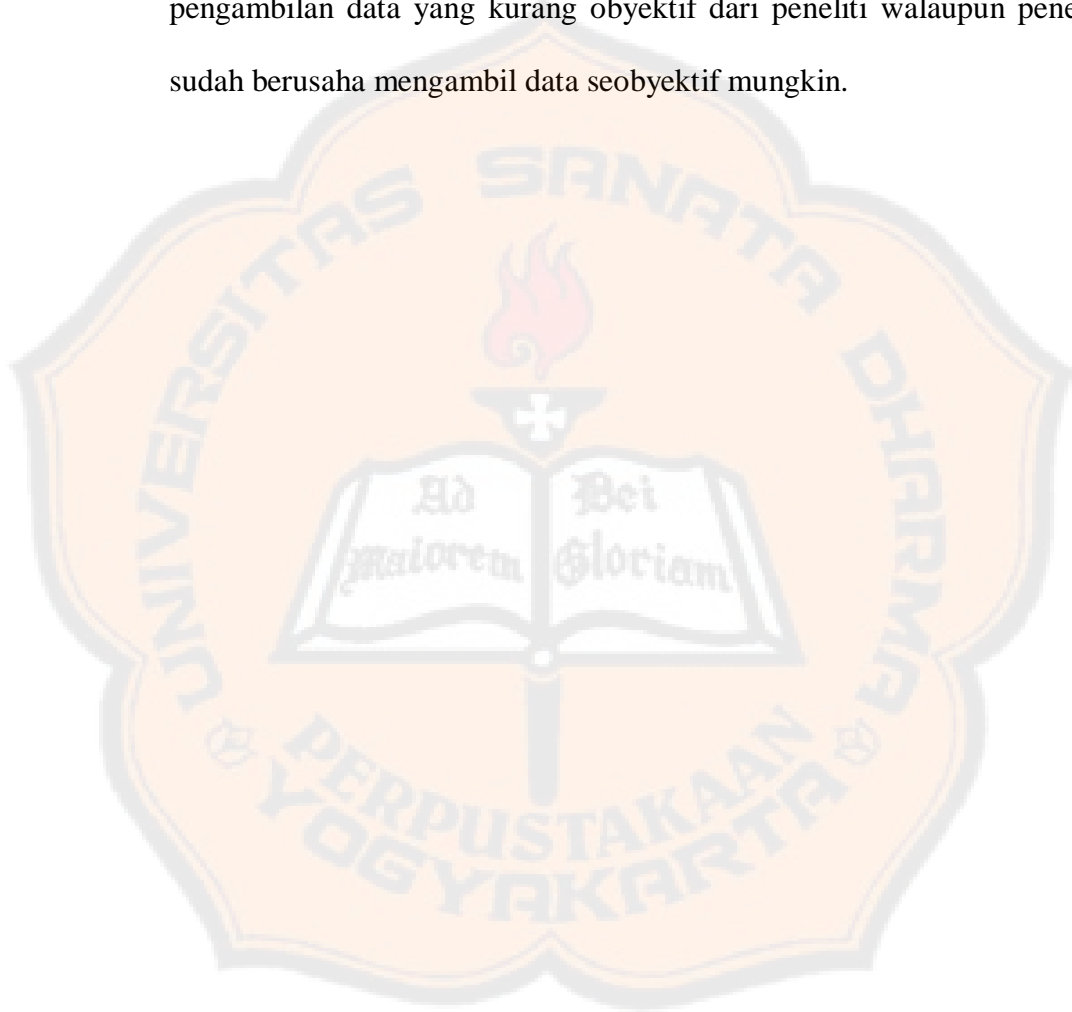 pengambilan data yang kurang obyektif dari peneliti walaupun
sudah berusaha mengambil data seobyektif mungkin.
UNIVERSITAS SANATA DHARMA
Ad Dei
Maiorem Gloriam
PERPUSTAKAAN
YOGYAKARTA